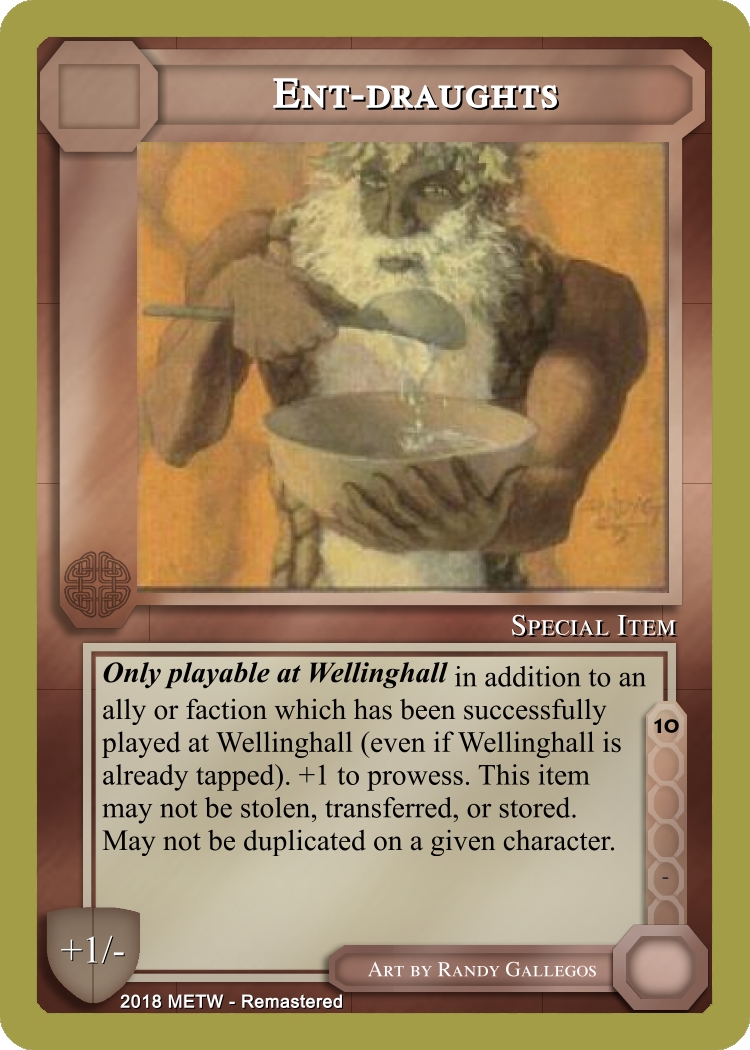 Ent-draughts
Special Item
Only playable at Wellinghall in addition to an
ally or faction which has been successfully
played at Wellinghall (even if Wellinghall is
already tapped). +1 to prowess. This item
may not be stolen, transferred, or stored.
May not be duplicated on a given character.
10
-
+1/-
Art by Randy Gallegos
2018 METW - Remastered